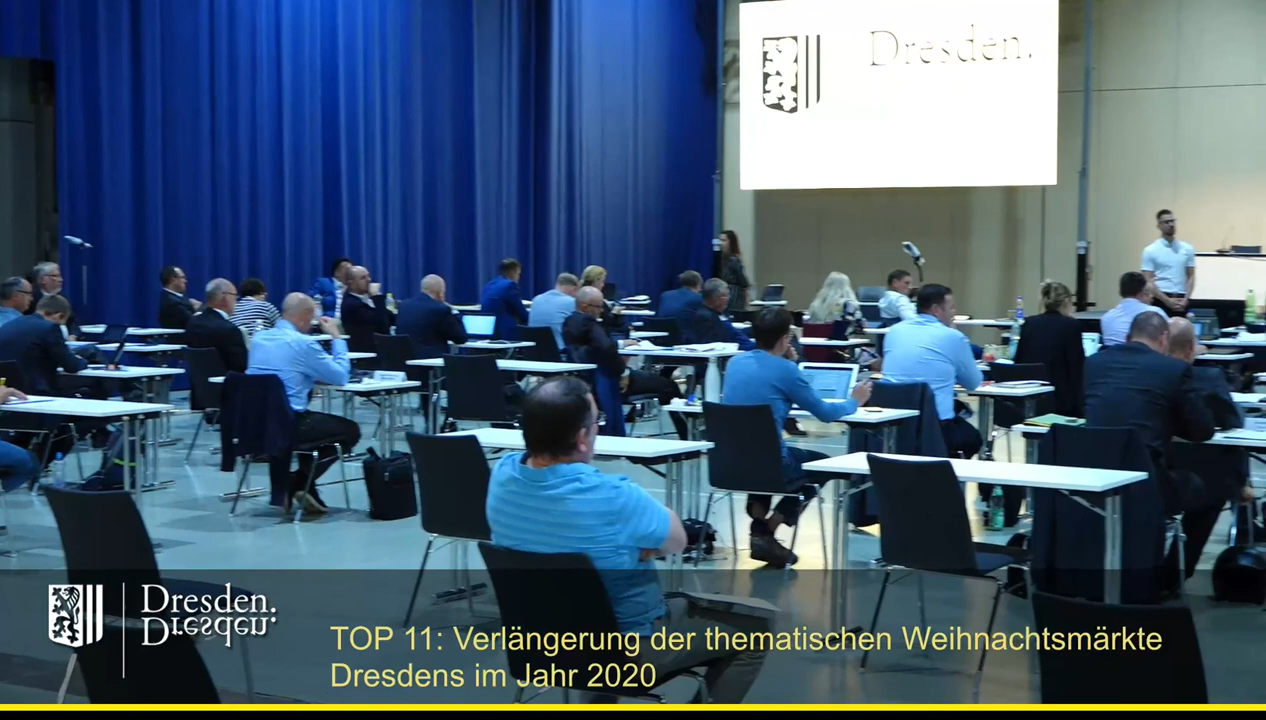 Dresden.
Dresden.
Dresden.
TOP 11: Verlängerung der thematischen Weihnachtsmärkte
Dresdens im Jahr 2020